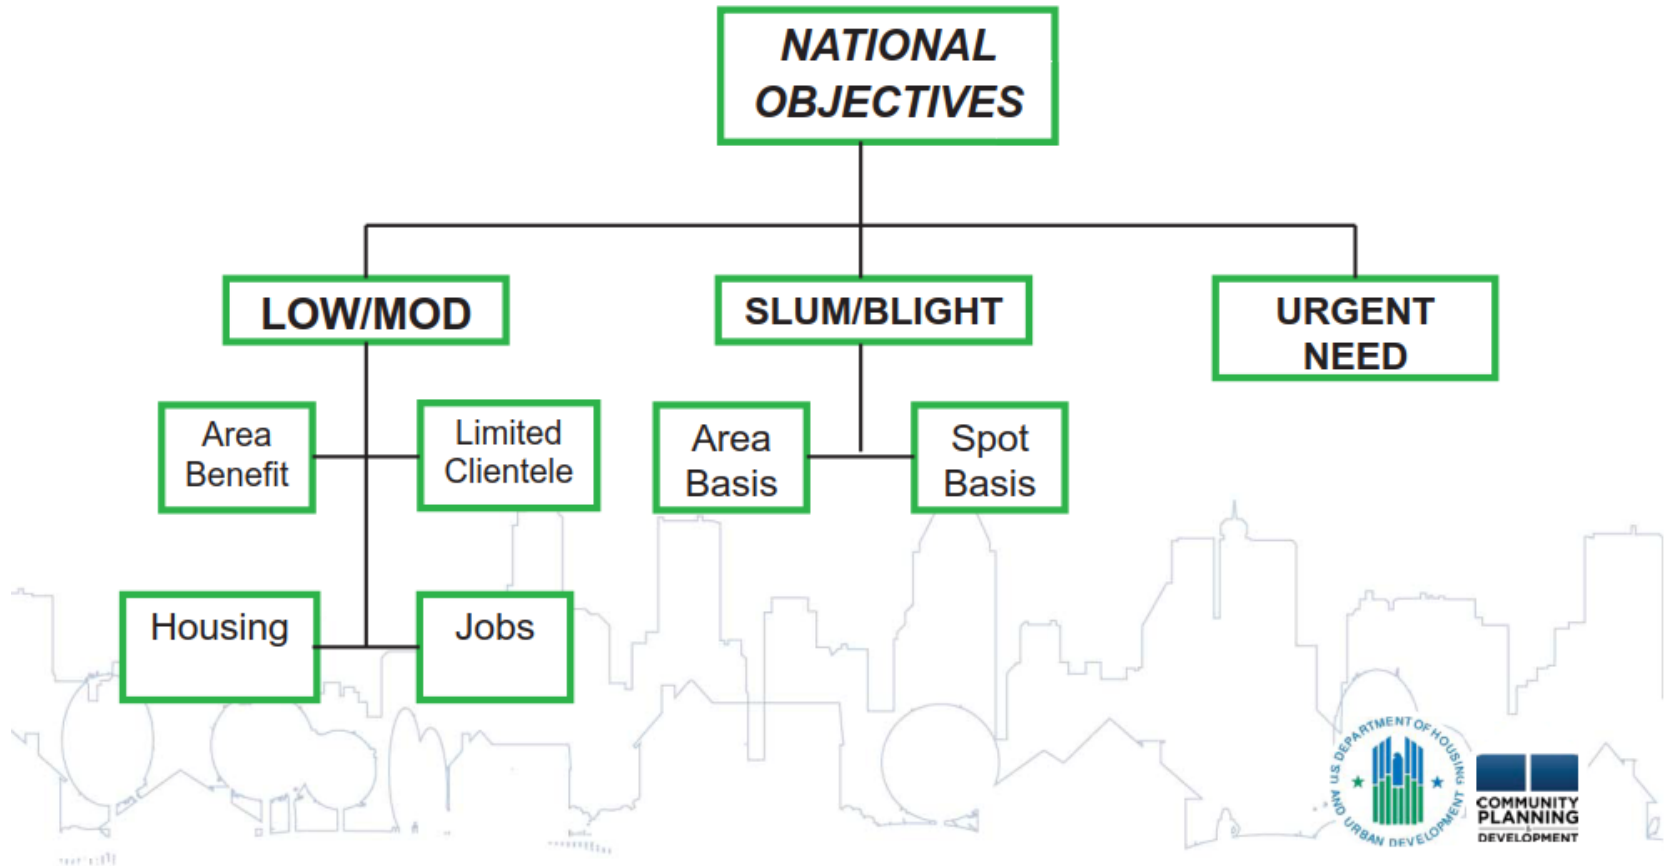 NATIONAL
OBJECTIVES
LOW/MOD
SLUM/BLIGHT
URGENT
NEED
Area
Benefit
Limited
Clientele
Area
Basis
Spot
Basis
Housing
Jobs
US DEPARTMENT OF HOUSING
AND URBAN DEVELOPMENT
COMMUNITY
PLANNING
&
DEVELOPMENT